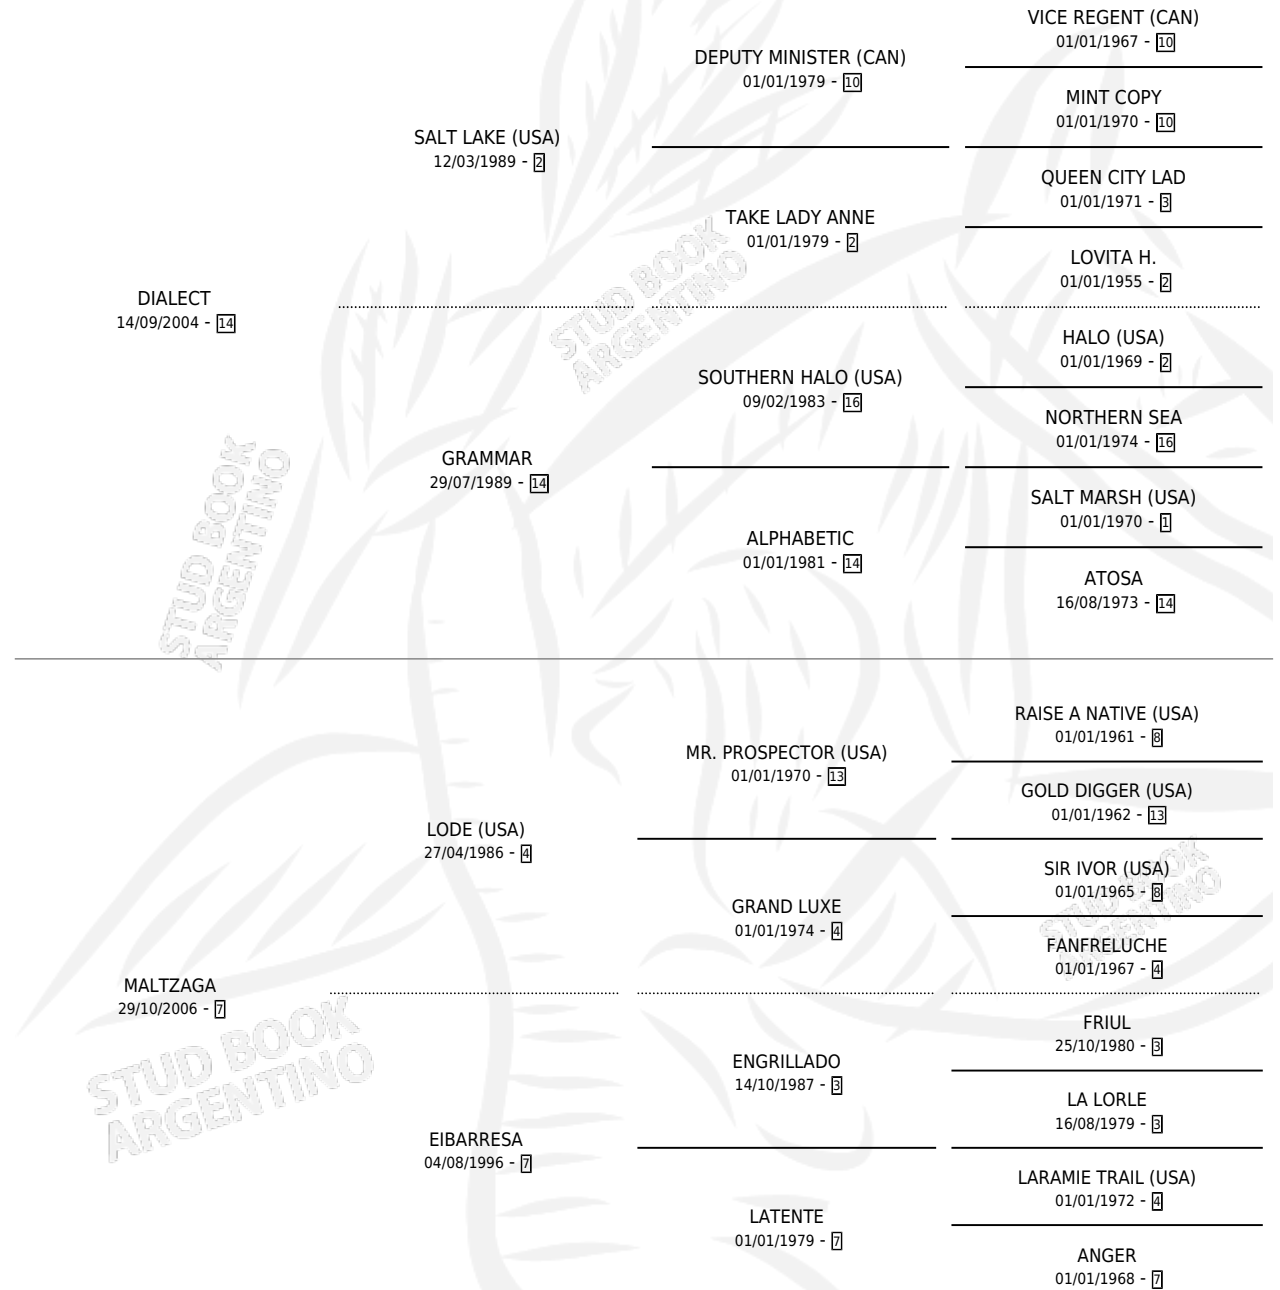 VICE REGENT (CAN)
01/01/1967 - 10
DEPUTY MINISTER (CAN)
01/01/1979 - 10
MINT COPY
01/01/1970 - 10
SALT LAKE (USA)
12/03/1989 - 2
QUEEN CITY LAD
01/01/1971 - 3
TAKE LADY ANNE
01/01/1979 - 2
LOVITA H.
01/01/1955 - 2
DIALECT
14/09/2004 - 14
HALO (USA)
01/01/1969 - 2
SOUTHERN HALO (USA)
09/02/1983 - 16
NORTHERN SEA
01/01/1974 - 16
GRAMMAR
29/07/1989 - 14
SALT MARSH (USA)
01/01/1970 - 1
ALPHABETIC
01/01/1981 - 14
ATOSA
16/08/1973 - 14
RAISE A NATIVE (USA)
01/01/1961 - 8
MR. PROSPECTOR (USA)
01/01/1970 - 13
GOLD DIGGER (USA)
01/01/1962 - 13
LODE (USA)
27/04/1986 - 4
SIR IVOR (USA)
01/01/1965 - 8
GRAND LUXE
01/01/1974 - 4
FANFRELUCHE
01/01/1967 - 4
MALTZAGA
29/10/2006 - 7
FRIUL
25/10/1980 - 3
ENGRILLADO
14/10/1987 - 3
LA LORLE
16/08/1979 - 3
EIBARRESA
04/08/1996 - 7
LARAMIE TRAIL (USA)
01/01/1972 - 4
LATENTE
01/01/1979 - 7
ANGER
01/01/1968 - 7
STUD BOOK
ARGENTINO
STUD BOOK
ARGENTINO
STUD BOOK
ARGENTINO
STUD BOOK
ARGENTINO